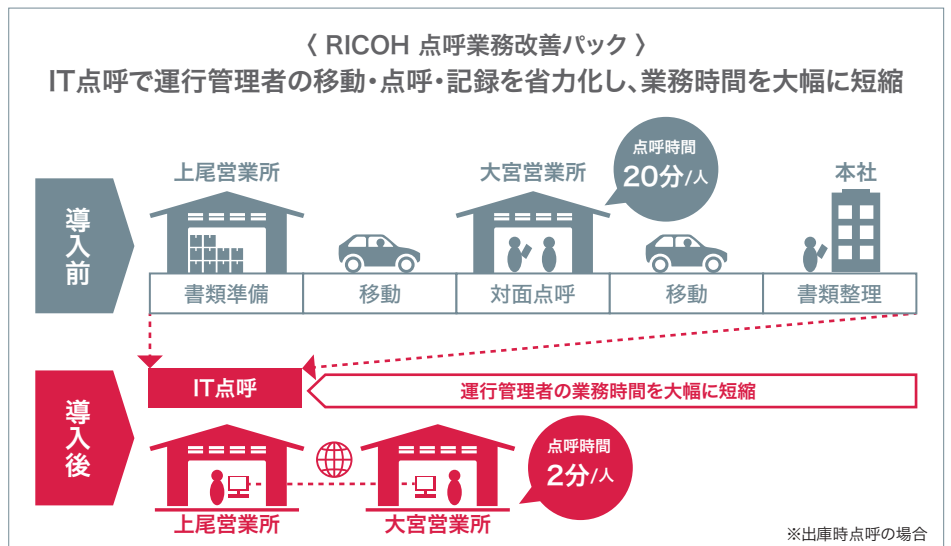 〈 RICOH 点呼業務改善パック 〉
IT点呼で運行管理者の移動・点呼・記録を省力化し、業務時間を大幅に短縮
導入前
上尾営業所
大宮営業所
点呼時間
20分/人
本社
書類準備
移動
対面点呼
移動
書類整理
導入後
IT点呼
運行管理者の業務時間を大幅に短縮
点呼時間
2分/人
上尾営業所
大宮営業所
※出庫時点呼の場合